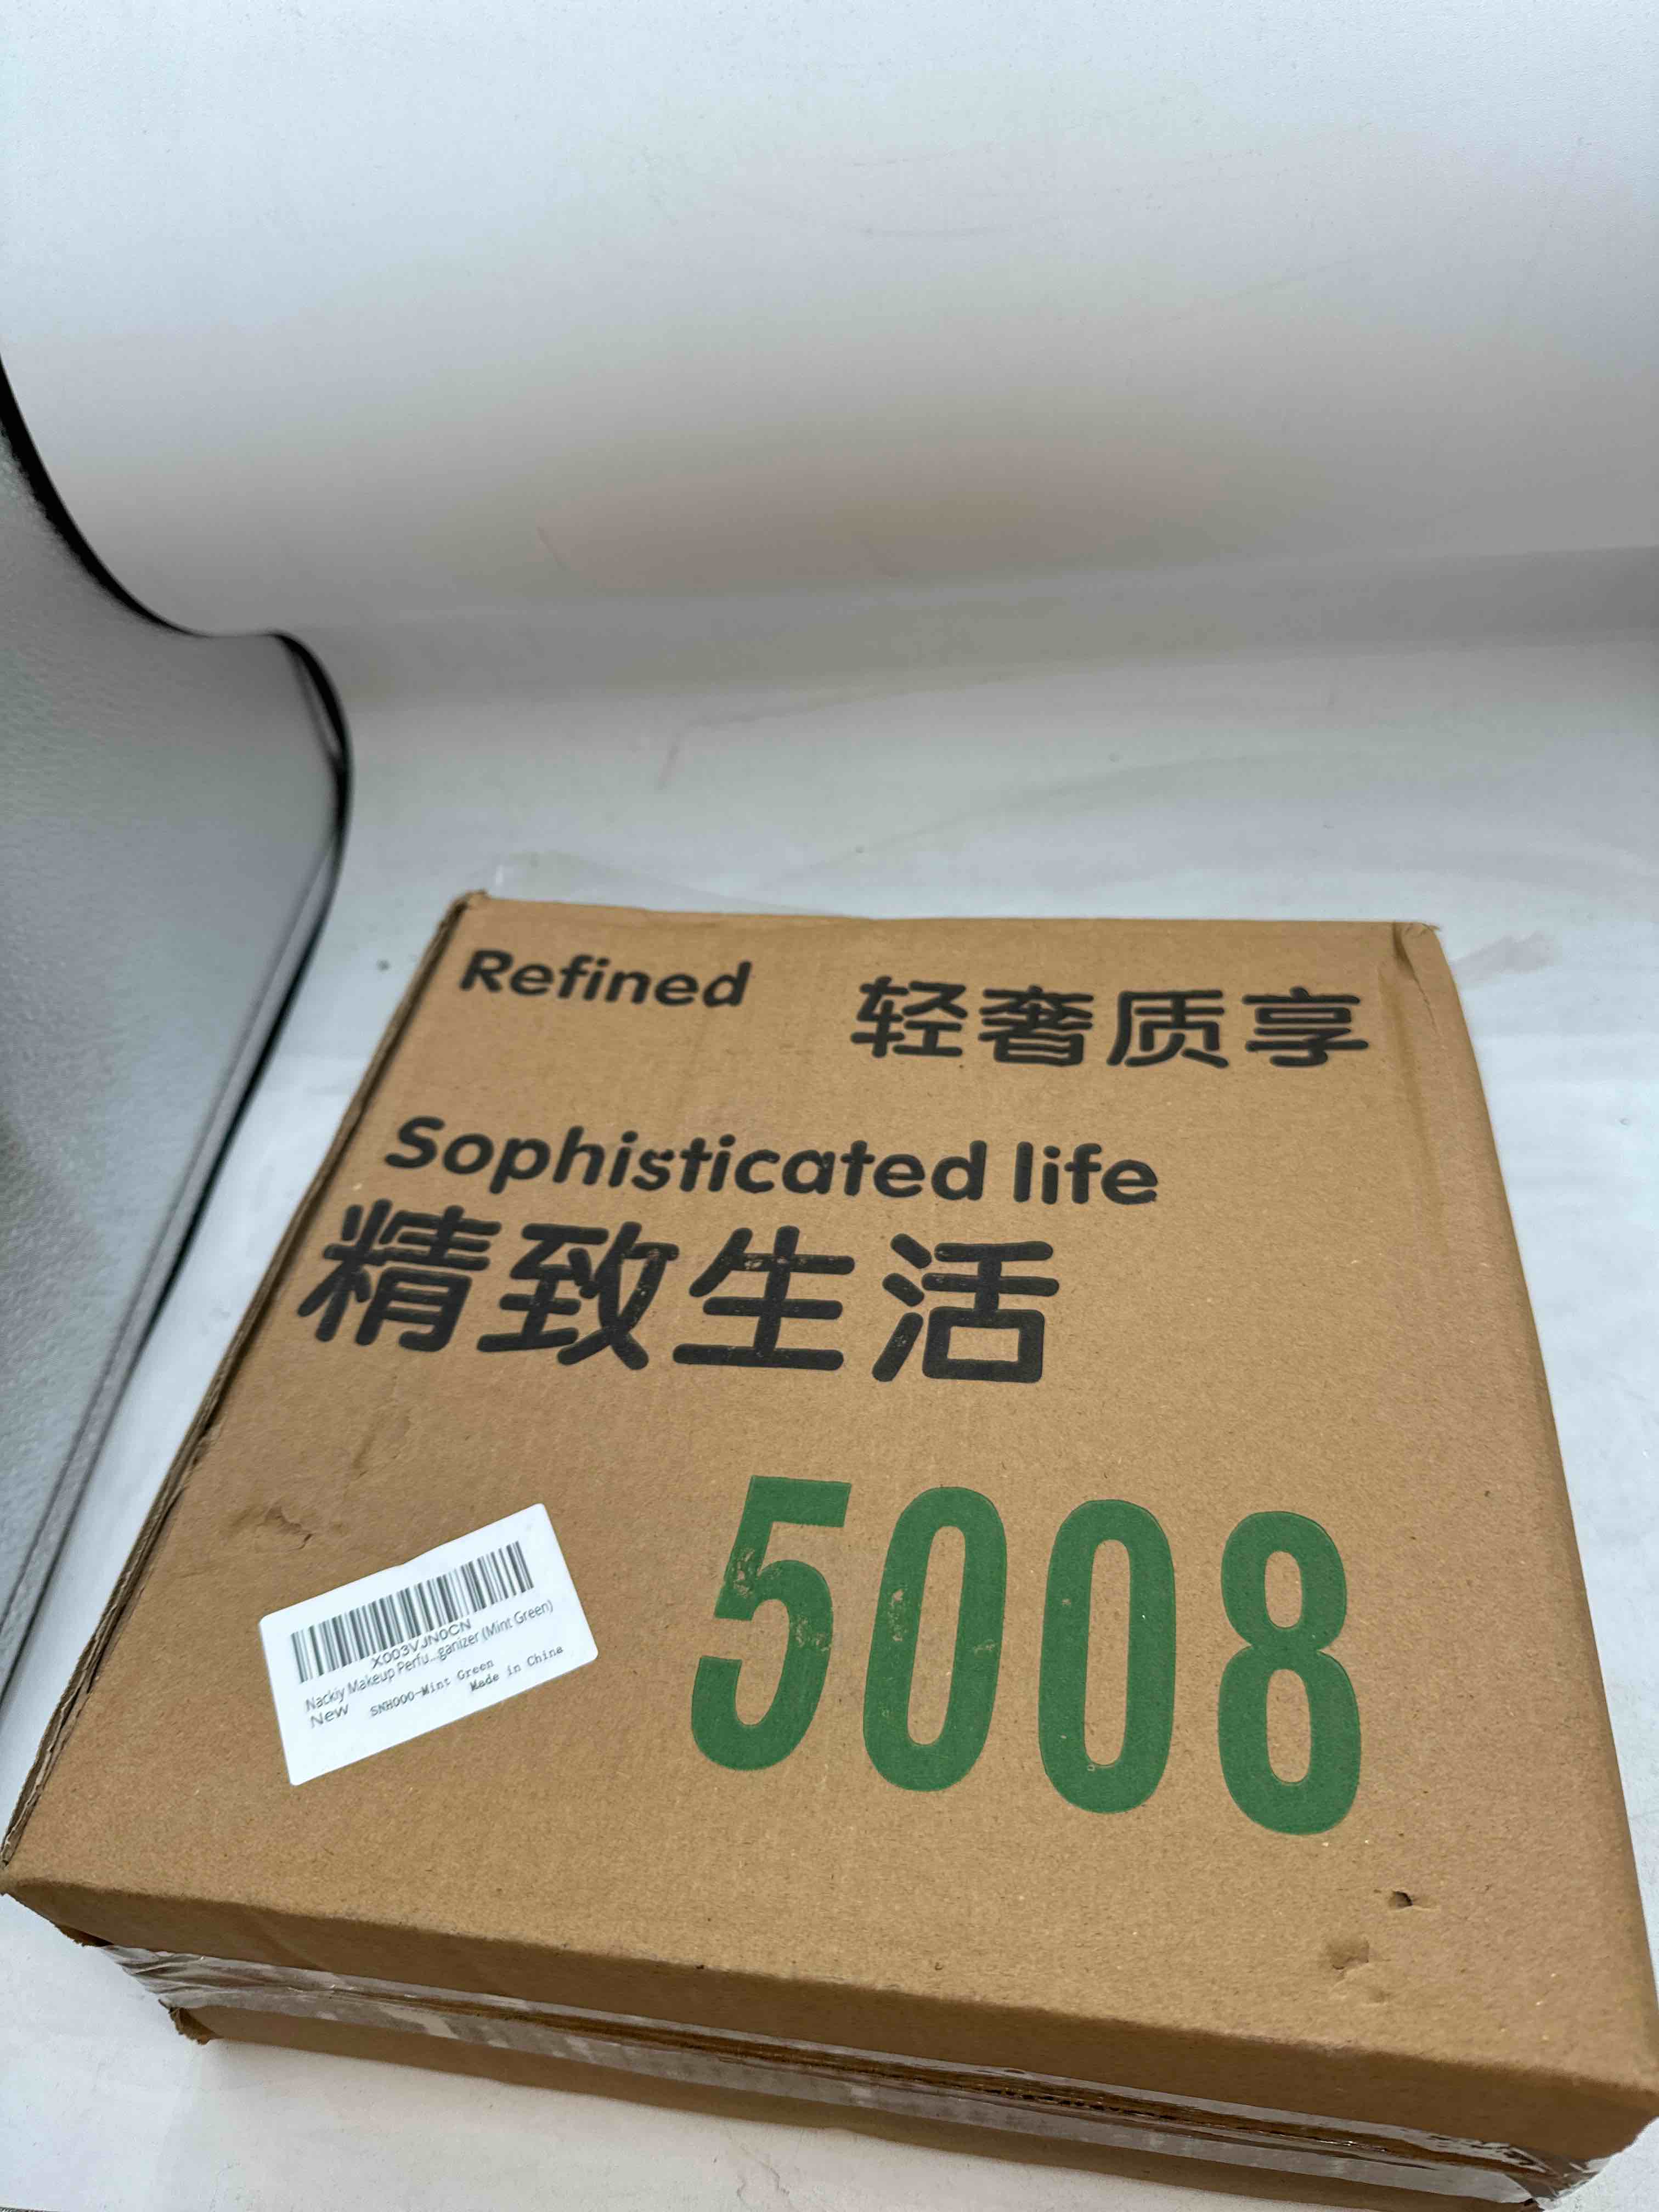 Refined
轻奢质享
Sophisticated life
精致生活
5008
X003VJN0CN
Nackiy Makeup Perfu...ganizer (Mint Green)
New
SNH000-Mint Green
Made in China